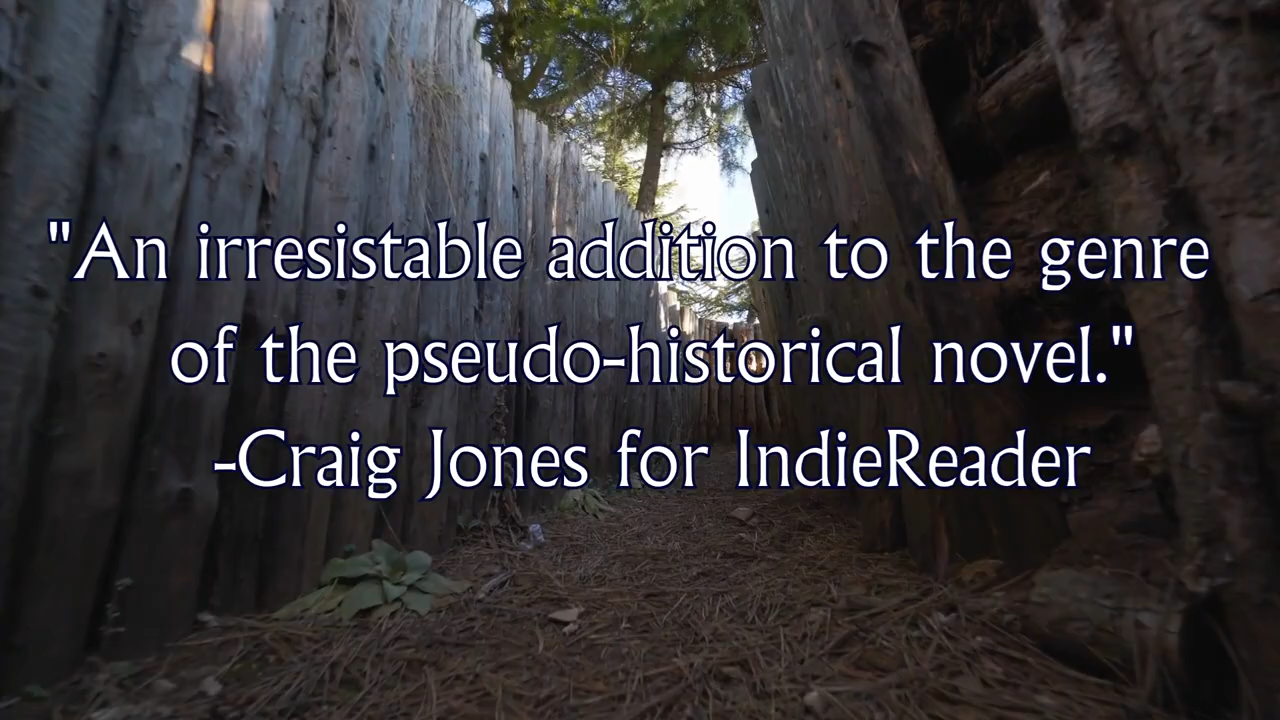 "An irresistable addition to the genre
of the pseudo-historical novel."
-Craig Jones for IndieReader